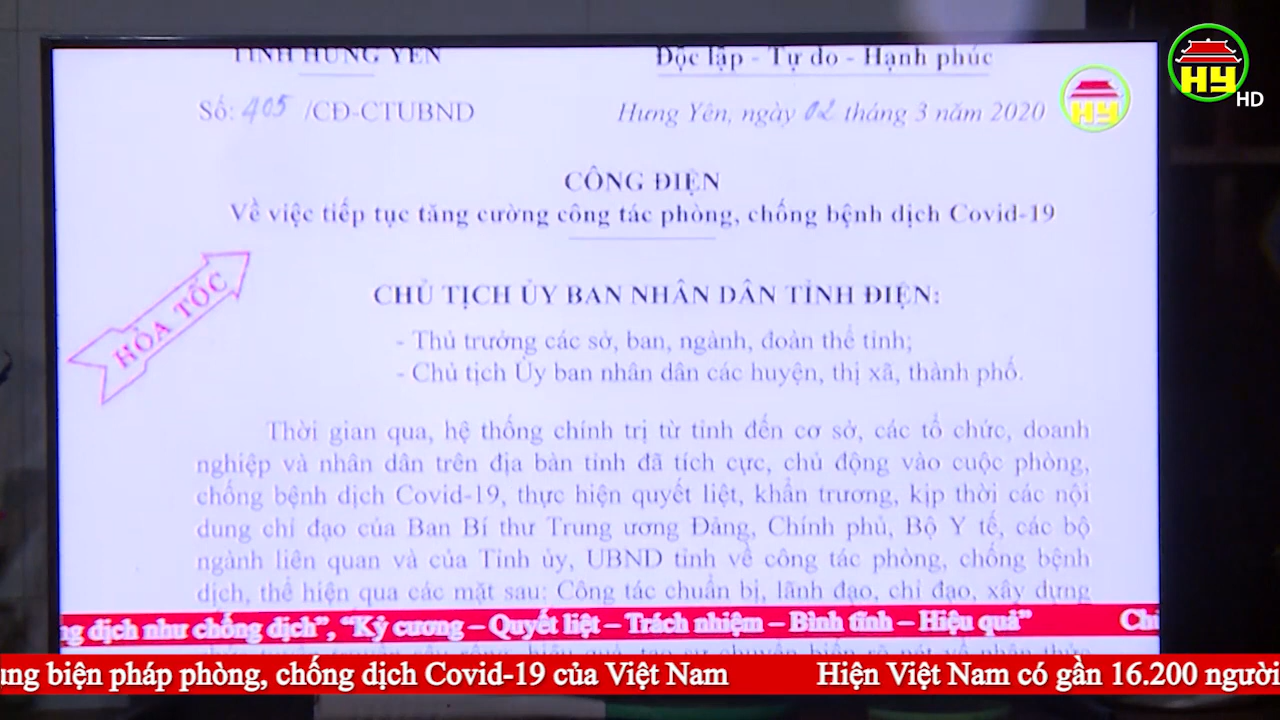 TỈNH HƯNG YÊN
Độc lập - Tự do - Hạnh phúc
HY
HD
Số: 405 /CĐ-CTUBND
Hưng Yên, ngày 02 tháng 3 năm 2020
HY
CÔNG ĐIỆN
Về việc tiếp tục tăng cường công tác phòng, chống bệnh dịch Covid-19
HỎA TỐC
CHỦ TỊCH ỦY BAN NHÂN DÂN TỈNH ĐIỆN:
- Thủ trưởng các sở, ban, ngành, đoàn thể tỉnh;
- Chủ tịch Ủy ban nhân dân các huyện, thị xã, thành phố.
Thời gian qua, hệ thống chính trị từ tỉnh đến cơ sở, các tổ chức, doanh
nghiệp và nhân dân trên địa bàn tỉnh đã tích cực, chủ động vào cuộc phòng,
chống bệnh dịch Covid-19, thực hiện quyết liệt, khẩn trương, kịp thời các nội
dung chỉ đạo của Ban Bí thư Trung ương Đảng, Chính phủ, Bộ Y tế, các bộ
ngành liên quan và của Tỉnh ủy, UBND tỉnh về công tác phòng, chống bệnh
dịch, thể hiện qua các mặt sau: Công tác chuẩn bị, lãnh đạo, chỉ đạo, xây dựng
ng dịch như chống dịch”, “Kỷ cương – Quyết liệt – Trách nhiệm – Bình tĩnh – Hiệu quả”
ung biện pháp phòng, chống dịch Covid-19 của Việt Nam
Hiện Việt Nam có gần 16.200 người